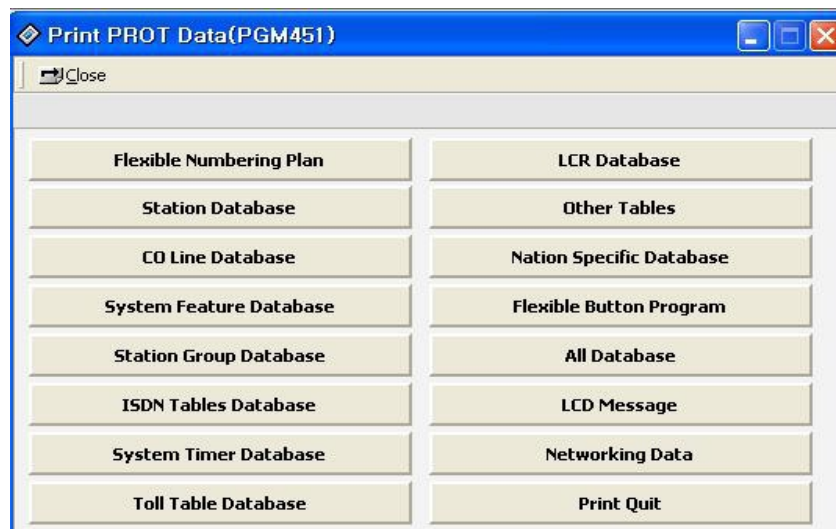 Print PROT Data(PGM451)
Close
Flexible Numbering Plan
LCR Database
Station Database
Other Tables
CO Line Database
Nation Specific Database
System Feature Database
Flexible Button Program
Station Group Database
All Database
ISDN Tables Database
LCD Message
System Timer Database
Networking Data
Toll Table Database
Print Quit